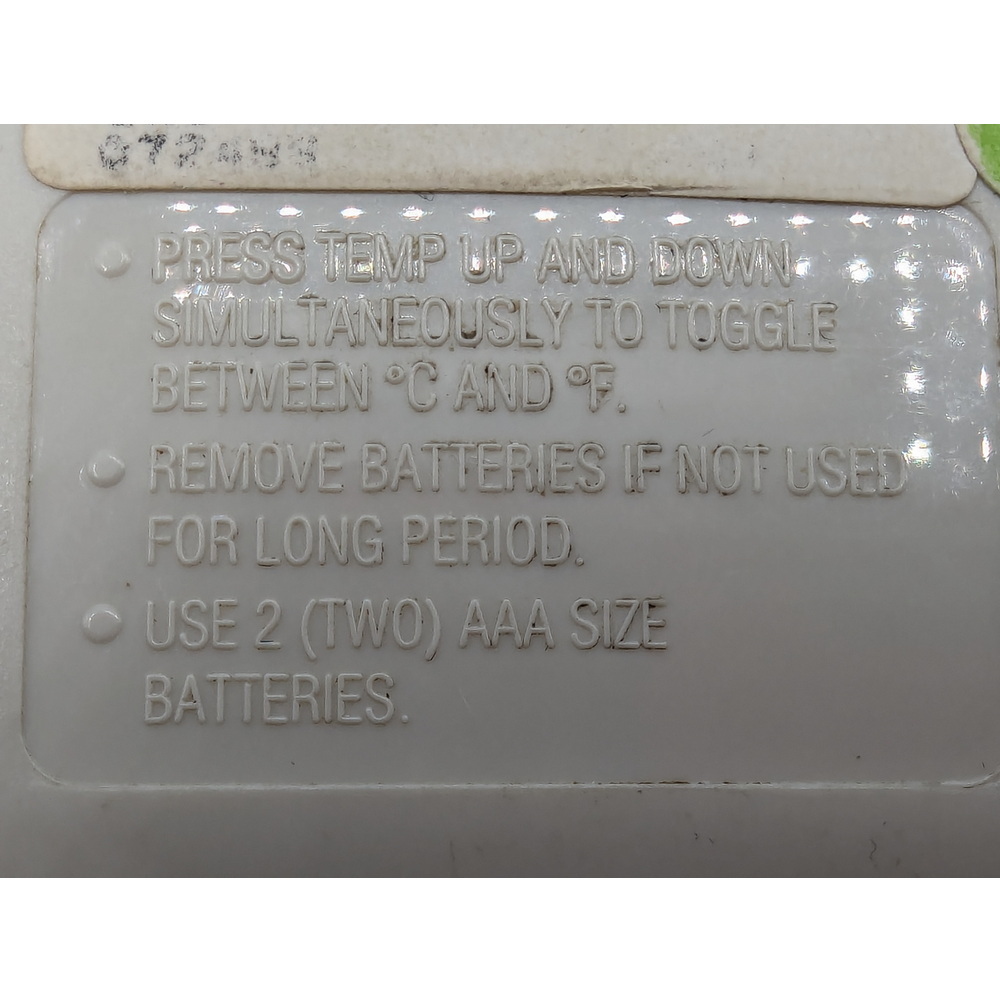 • PRESS TEMP UP AND DOWN
SIMULTANEOUSLY TO TOGGLE
BETWEEN °C AND °F.
• REMOVE BATTERIES IF NOT USED
FOR LONG PERIOD.
• USE 2 (TWO) AAA SIZE
BATTERIES.